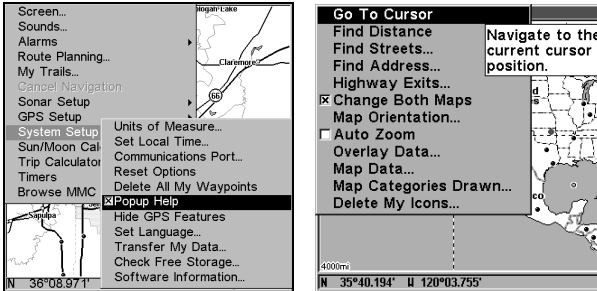 Screen...
Sounds...
Alarms
Route Planning...
My Trails...
Cancel Navigation
Sonar Setup
GPS Setup
System Setup
Sun/Moon Cal
Trip Calculator
Timers
Browse MMC
Units of Measure...
Set Local Time...
Communications Port...
Reset Options
Delete All My Waypoints
Popup Help
Hide GPS Features
Set Language...
Transfer My Data...
Check Free Storage...
Software Information...
Claremore
66
Sapulpa
N 36°08.971'
Go To Cursor
Find Distance
Find Streets...
Find Address...
Highway Exits...
Change Both Maps
Map Orientation...
Auto Zoom
Overlay Data...
Map Data...
Map Categories Drawn...
Delete My Icons...
Navigate to the
current cursor
position.
4000mi
N 35°40.194' W 120°03.755'